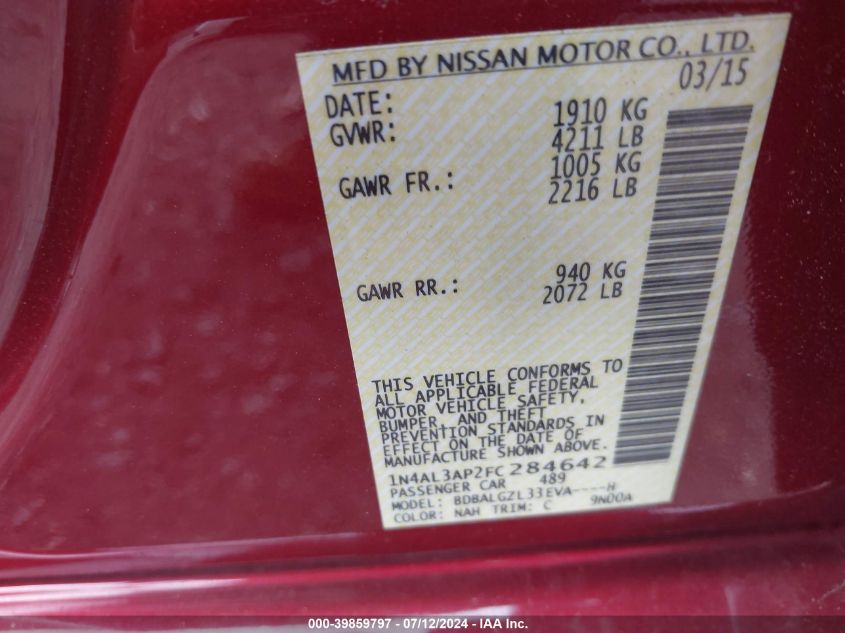 MFD BY NISSAN MOTOR CO., LTD.
DATE: 03/15
GVWR: 1910 KG
4211 LB
GAWR FR.: 1005 KG
2216 LB
GAWR RR.: 940 KG
2072 LB
THIS VEHICLE CONFORMS TO
ALL APPLICABLE FEDERAL
MOTOR VEHICLE SAFETY,
BUMPER, AND THEFT
PREVENTION STANDARDS IN
EFFECT ON THE DATE OF
MANUFACTURE SHOWN ABOVE.
1N4AL3AP2FC284642
PASSENGER CAR 489
MODEL: BDBALGZL33EVA----H
COLOR: NAH TRIM: C 9N00A
000-39859797 - 07/12/2024 - IAA Inc.